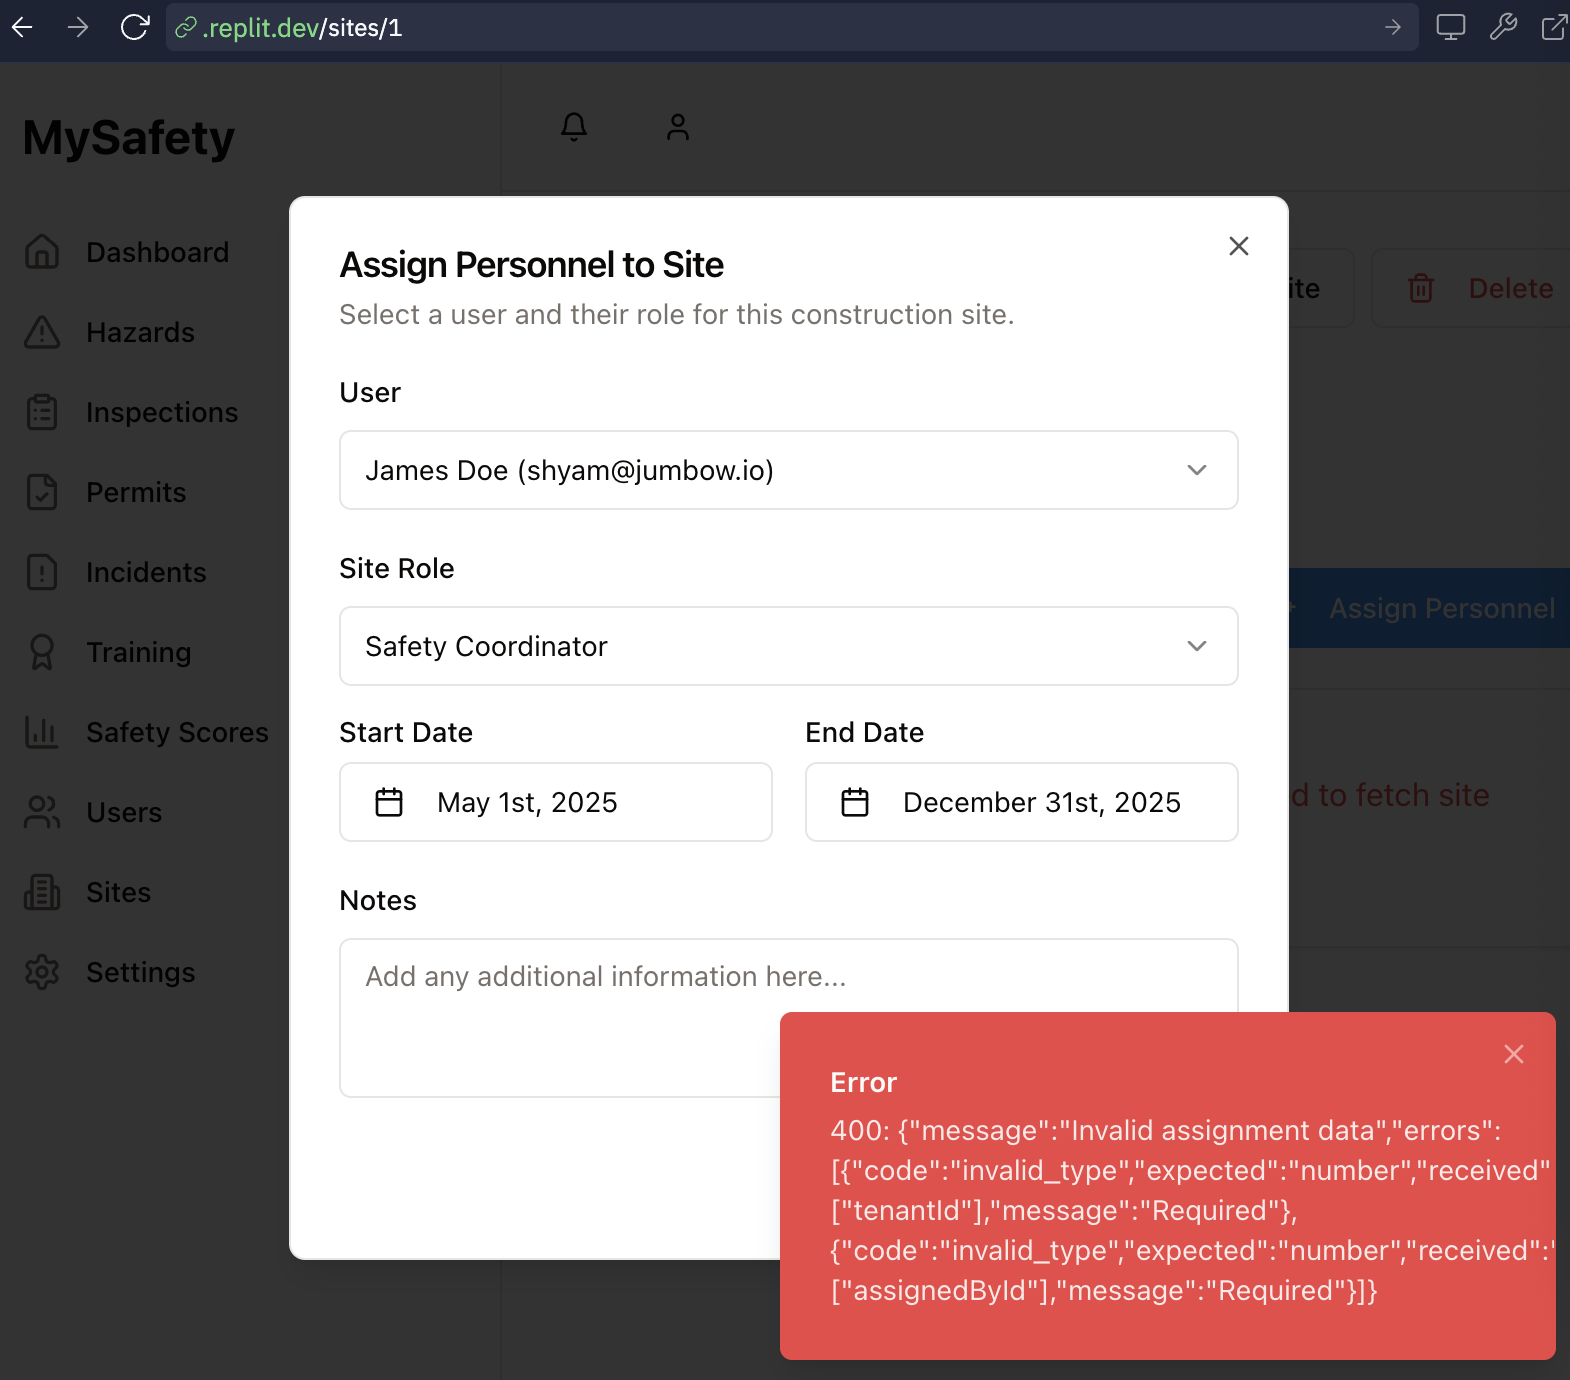 .replit.dev/sites/1
MySafety
Dashboard
Hazards
Inspections
Permits
Incidents
Training
Safety Scores
Users
Sites
Settings
Delete
Assign Personnel
d to fetch site
Assign Personnel to Site
Select a user and their role for this construction site.
User
James Doe (shyam@jumbow.io)
Site Role
Safety Coordinator
Start Date
End Date
May 1st, 2025
December 31st, 2025
Notes
Add any additional information here...
Error
400: {"message":"Invalid assignment data","errors":
[{"code":"invalid_type","expected":"number","received"
["tenantId"],"message":"Required"},
{"code":"invalid_type","expected":"number","received":"
["assignedById"],"message":"Required"}]}